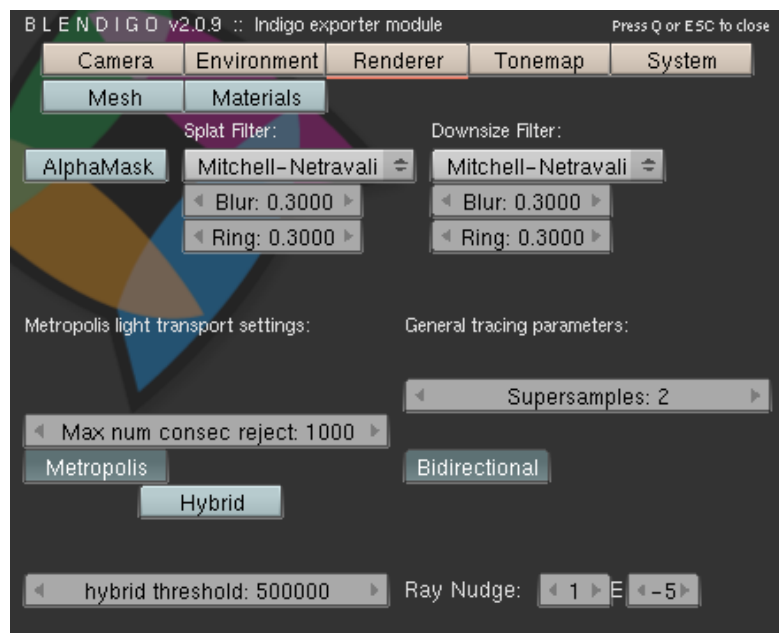 B L E N D I G O v2.0.9 :: Indigo exporter module Press Q or ESC to close
Camera Environment Renderer Tonemap System
Mesh Materials
Splat Filter: Downsize Filter:
AlphaMask Mitchell-Netravali Mitchell-Netravali
Blur: 0.3000 Blur: 0.3000
Ring: 0.3000 Ring: 0.3000
Metropolis light transport settings: General tracing parameters:
Supersamples: 2
Max num consec reject: 1000
Metropolis Bidirectional
Hybrid
hybrid threshold: 500000 Ray Nudge: 1 E -5